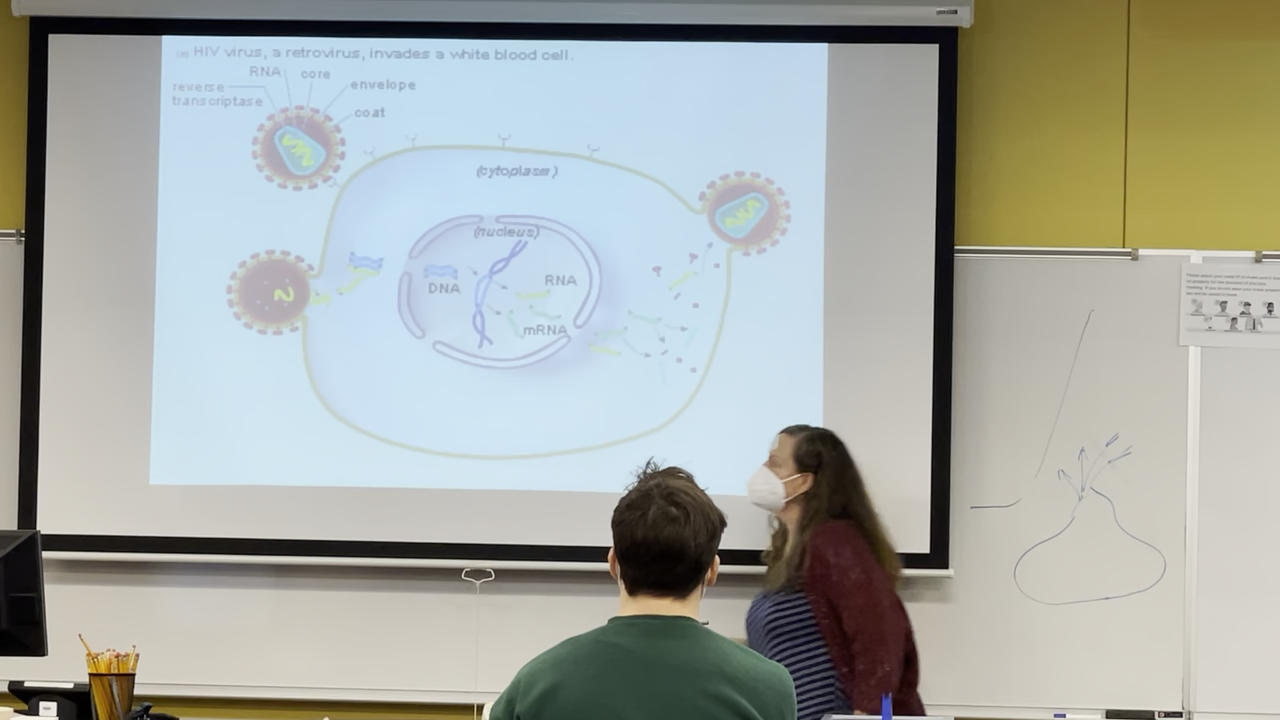 HIV virus, a retrovirus, invades a white blood cell.
RNA core
reverse transcriptase
envelope
coat
(cytoplasm)
(nucleus)
DNA
RNA
mRNA